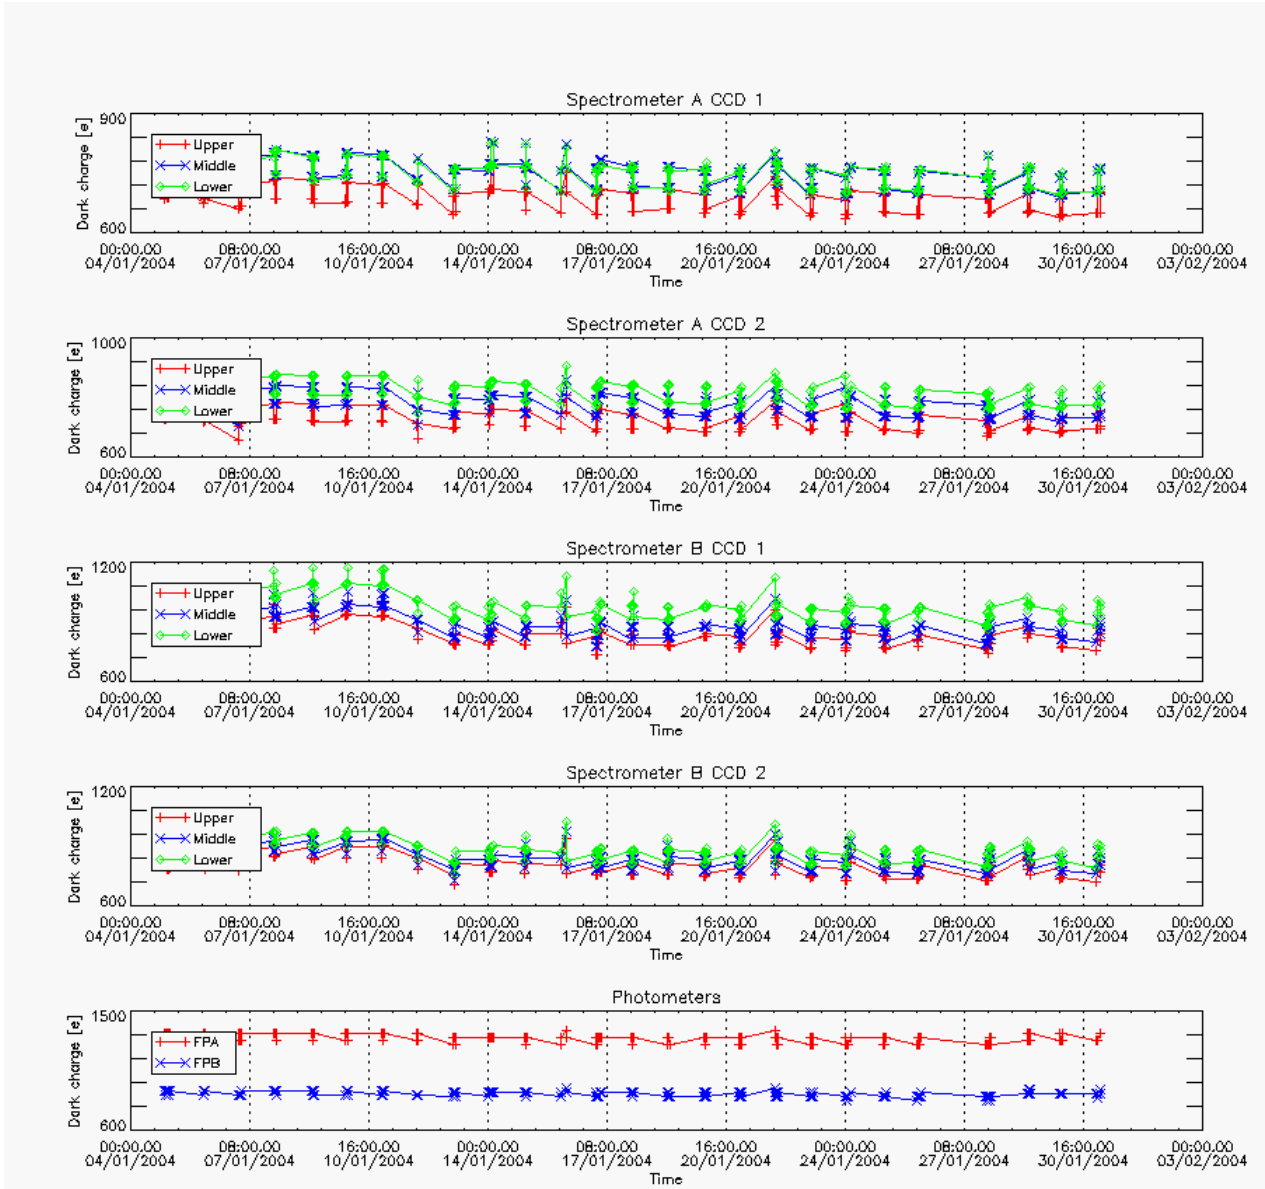 Spectrometer A CCD 1
900
Dark charge [e]
Upper
Middle
Lower
600
00:00.00 08:00.00 16:00.00 00:00.00 08:00.00 16:00.00 00:00.00 08:00.00 16:00.00 00:00.00
04/01/2004 07/01/2004 10/01/2004 14/01/2004 17/01/2004 20/01/2004 24/01/2004 27/01/2004 30/01/2004 03/02/2004
Time
Spectrometer A CCD 2
1000
Dark charge [e]
Upper
Middle
Lower
600
00:00.00 08:00.00 16:00.00 00:00.00 08:00.00 16:00.00 00:00.00 08:00.00 16:00.00 00:00.00
04/01/2004 07/01/2004 10/01/2004 14/01/2004 17/01/2004 20/01/2004 24/01/2004 27/01/2004 30/01/2004 03/02/2004
Time
Spectrometer B CCD 1
1200
Dark charge [e]
Upper
Middle
Lower
600
00:00.00 08:00.00 16:00.00 00:00.00 08:00.00 16:00.00 00:00.00 08:00.00 16:00.00 00:00.00
04/01/2004 07/01/2004 10/01/2004 14/01/2004 17/01/2004 20/01/2004 24/01/2004 27/01/2004 30/01/2004 03/02/2004
Time
Spectrometer B CCD 2
1200
Dark charge [e]
Upper
Middle
Lower
600
00:00.00 08:00.00 16:00.00 00:00.00 08:00.00 16:00.00 00:00.00 08:00.00 16:00.00 00:00.00
04/01/2004 07/01/2004 10/01/2004 14/01/2004 17/01/2004 20/01/2004 24/01/2004 27/01/2004 30/01/2004 03/02/2004
Time
Photometers
1500
Dark charge [e]
FPA
FPB
600
00:00.00 08:00.00 16:00.00 00:00.00 08:00.00 16:00.00 00:00.00 08:00.00 16:00.00 00:00.00
04/01/2004 07/01/2004 10/01/2004 14/01/2004 17/01/2004 20/01/2004 24/01/2004 27/01/2004 30/01/2004 03/02/2004
Time